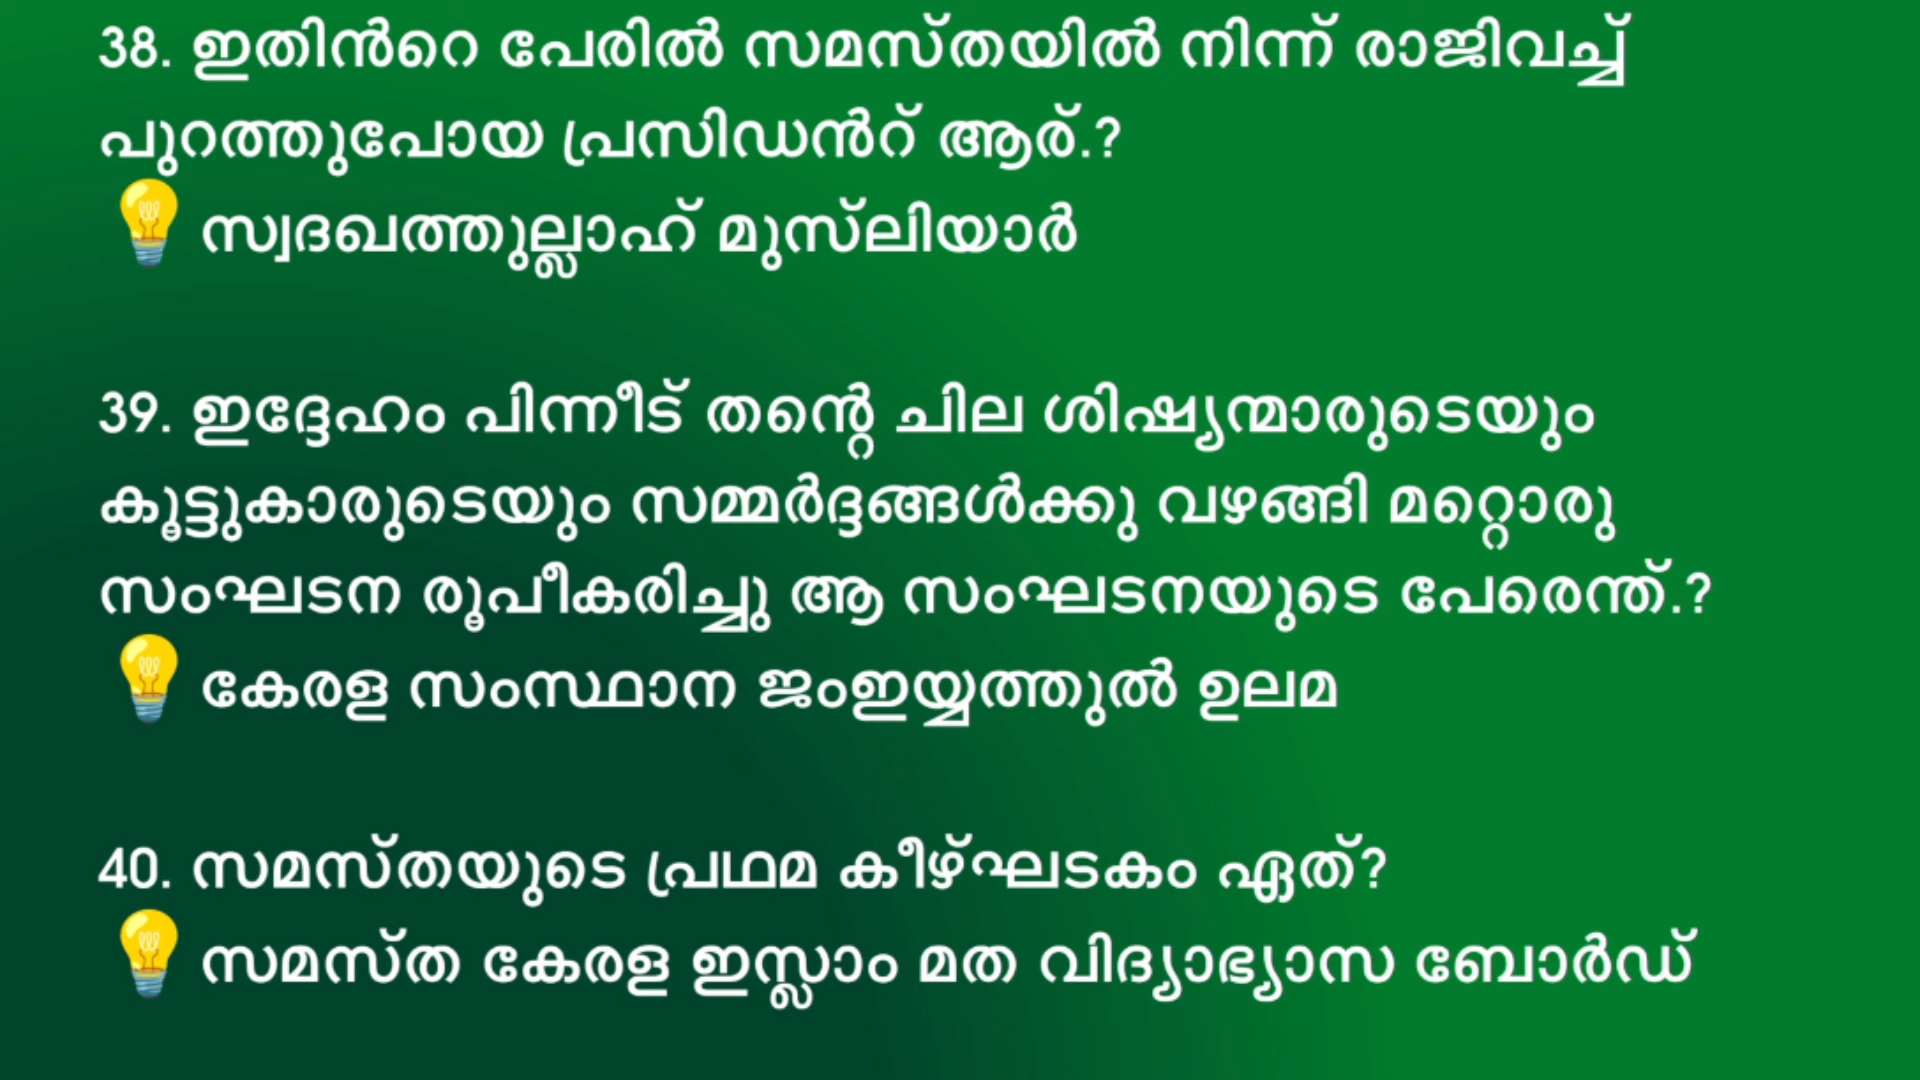 38. ഇതിൻറെ പേരിൽ സമസ്തയിൽ നിന്ന് രാജിവച്ച്
പുറത്തുപോയ പ്രസിഡൻറ് ആര്.?
💡 സ്വദഖത്തുല്ലാഹ് മുസ്‌ലിയാർ
39. ഇദ്ദേഹം പിന്നീട് തന്റെ ചില ശിഷ്യന്മാരുടെയും
കൂട്ടുകാരുടെയും സമ്മർദ്ദങ്ങൾക്കു വഴങ്ങി മറ്റൊരു
സംഘടന രൂപീകരിച്ചു ആ സംഘടനയുടെ പേരെന്ത്.?
💡 കേരള സംസ്ഥാന ജംഇയ്യത്തുൽ ഉലമ
40. സമസ്തയുടെ പ്രഥമ കീഴ്ഘടകം ഏത്?
💡 സമസ്ത കേരള ഇസ്ലാം മത വിദ്യാഭ്യാസ ബോർഡ്